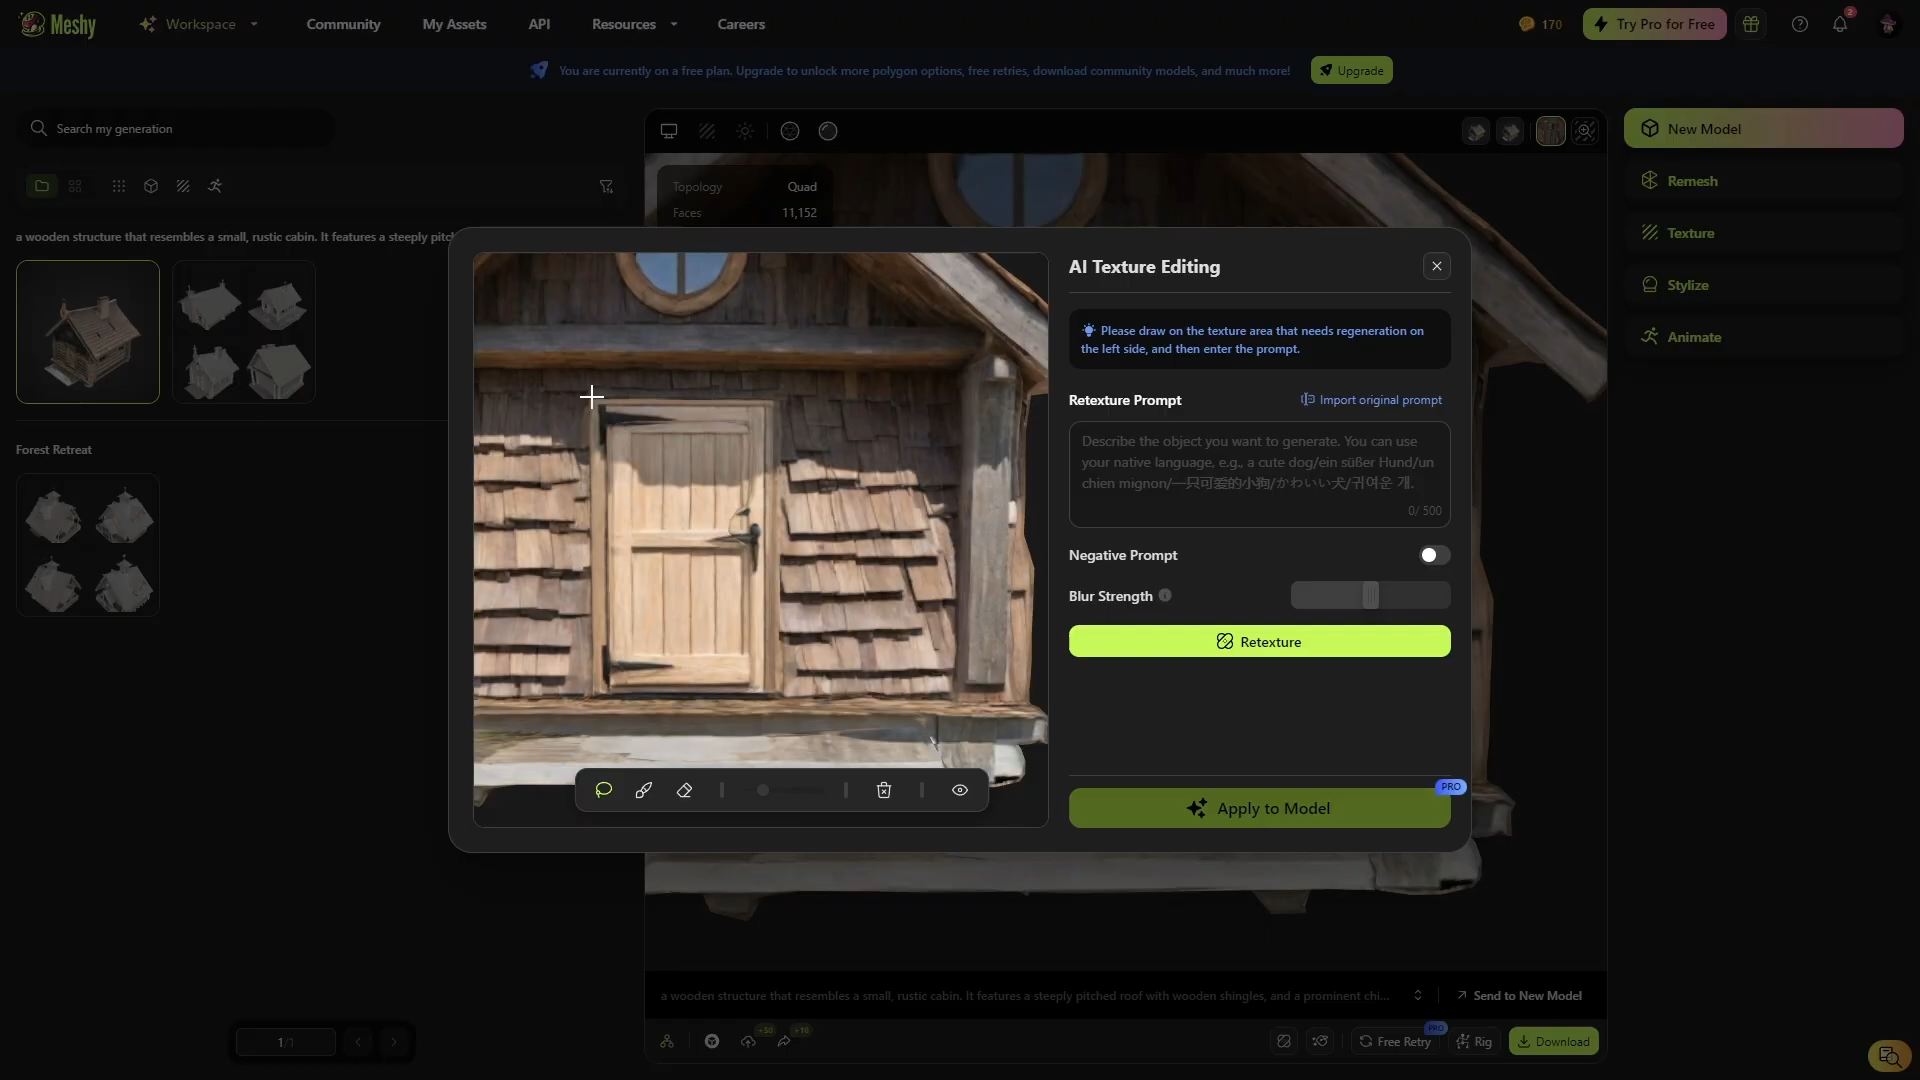 Meshy
Workspace
Community
My Assets
API
Resources
Careers
170
Try Pro for Free
2
You are currently on a free plan. Upgrade to unlock more polygon options, free retries, download community models, and much more!
Upgrade
Search my generation
New Model
Topology Quad
Faces 11,152
Remesh
Texture
Stylize
Animate
a wooden structure that resembles a small, rustic cabin. It features a steeply pitc
Forest Retreat
AI Texture Editing
Please draw on the texture area that needs regeneration on
the left side, and then enter the prompt.
Retexture Prompt
Import original prompt
Describe the object you want to generate. You can use
your native language, e.g., a cute dog/ein süßer Hund/un
chien mignon/一只可爱的小狗/かわいい犬/귀여운 개.
0/ 500
Negative Prompt
Blur Strength
Retexture
PRO
Apply to Model
a wooden structure that resembles a small, rustic cabin. It features a steeply pitched roof with wooden shingles, and a prominent chi...
Send to New Model
1/1
+50
+10
PRO
Free Retry
Rig
Download